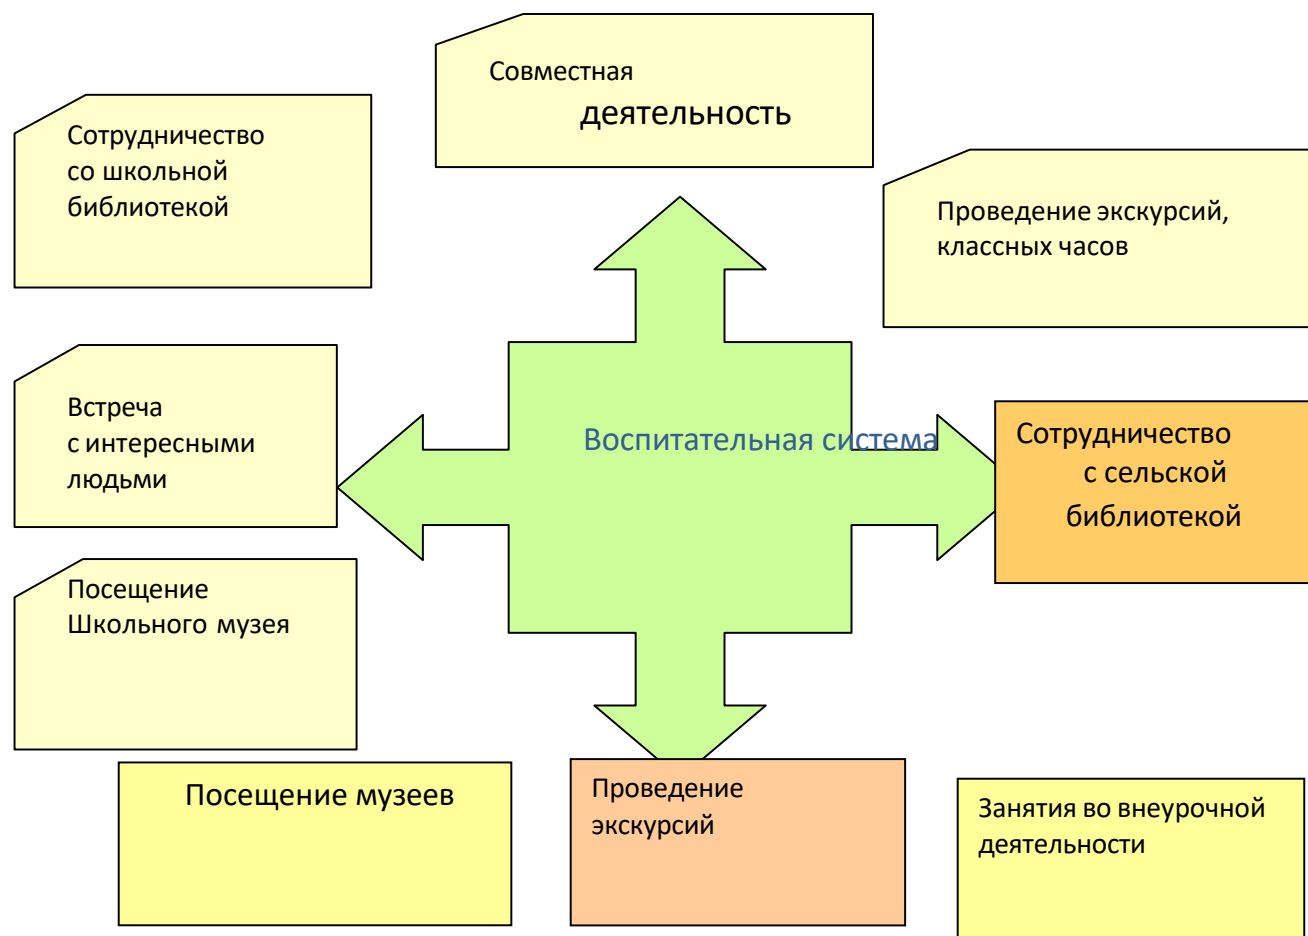 Совместная
деятельность
Сотрудничество
со школьной
библиотекой
Проведение экскурсий,
классных часов
Встреча
с интересными
людьми
Воспитательная система
Сотрудничество
с сельской
библиотекой
Посещение
Школьного музея
Посещение музеев
Проведение
экскурсий
Занятия во внеурочной
деятельности